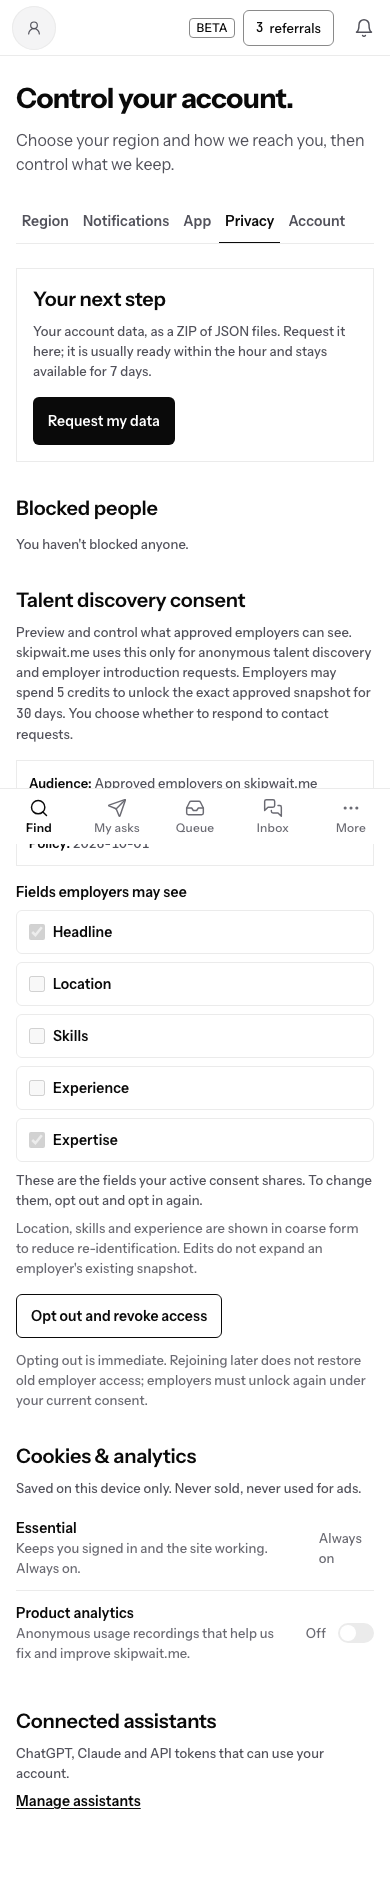 BETA
3 referrals
Control your account.
Choose your region and how we reach you, then
control what we keep.
Region Notifications App Privacy Account
Your next step
Your account data, as a ZIP of JSON files. Request it
here; it is usually ready within the hour and stays
available for 7 days.
Request my data
Blocked people
You haven't blocked anyone.
Talent discovery consent
Preview and control what approved employers can see.
skipwait.me uses this only for anonymous talent discovery
and employer introduction requests. Employers may
spend 5 credits to unlock the exact approved snapshot for
30 days. You choose whether to respond to contact
requests.
Audience: Approved employers on skipwait.me
Find My asks Queue Inbox More
Policy: 2026-10-01
Fields employers may see
Headline
Location
Skills
Experience
Expertise
These are the fields your active consent shares. To change
them, opt out and opt in again.
Location, skills and experience are shown in coarse form
to reduce re-identification. Edits do not expand an
employer's existing snapshot.
Opt out and revoke access
Opting out is immediate. Rejoining later does not restore
old employer access; employers must unlock again under
your current consent.
Cookies & analytics
Saved on this device only. Never sold, never used for ads.
Essential
Keeps you signed in and the site working.
Always on.
Always
on
Product analytics
Anonymous usage recordings that help us
fix and improve skipwait.me.
Off
Connected assistants
ChatGPT, Claude and API tokens that can use your
account.
Manage assistants